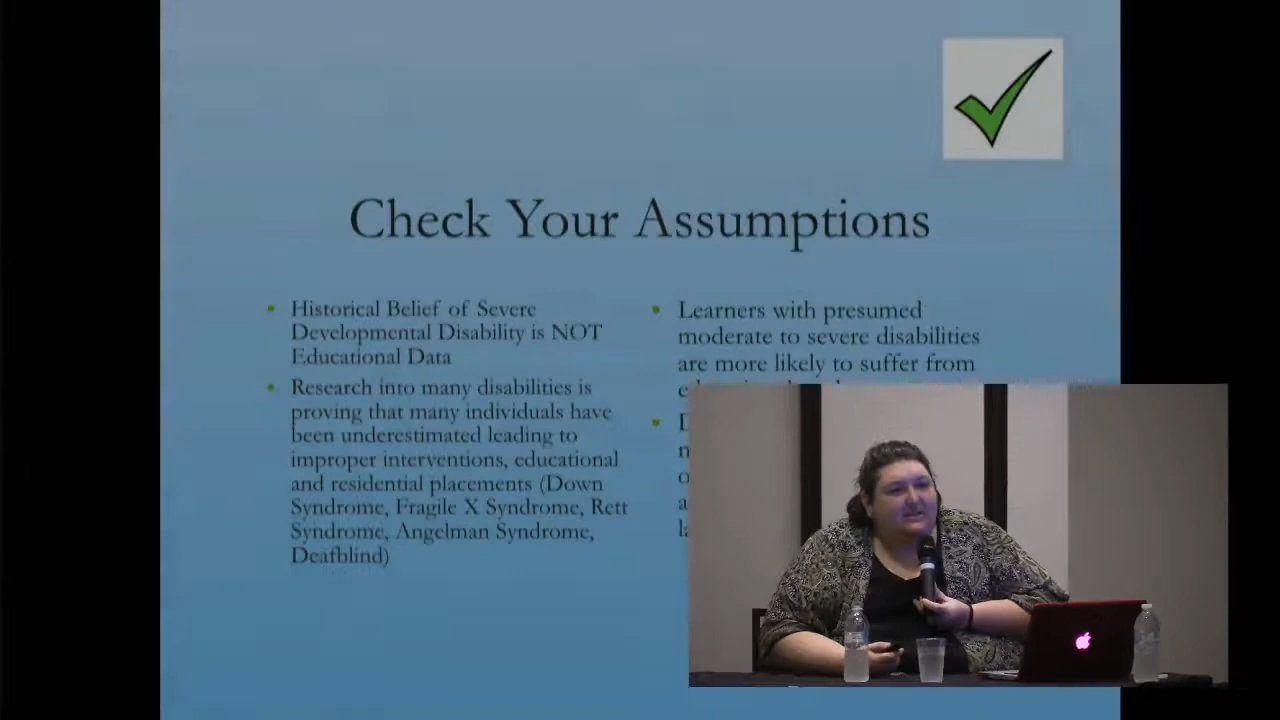 Check Your Assumptions
Historical Belief of Severe
Developmental Disability is NOT
Educational Data
Research into many disabilities is
proving that many individuals have
been underestimated leading to
improper interventions, educational
and residential placements (Down
Syndrome, Fragile X Syndrome, Rett
Syndrome, Angelman Syndrome,
Deafblind)
Learners with presumed
moderate to severe disabilities
are more likely to suffer from